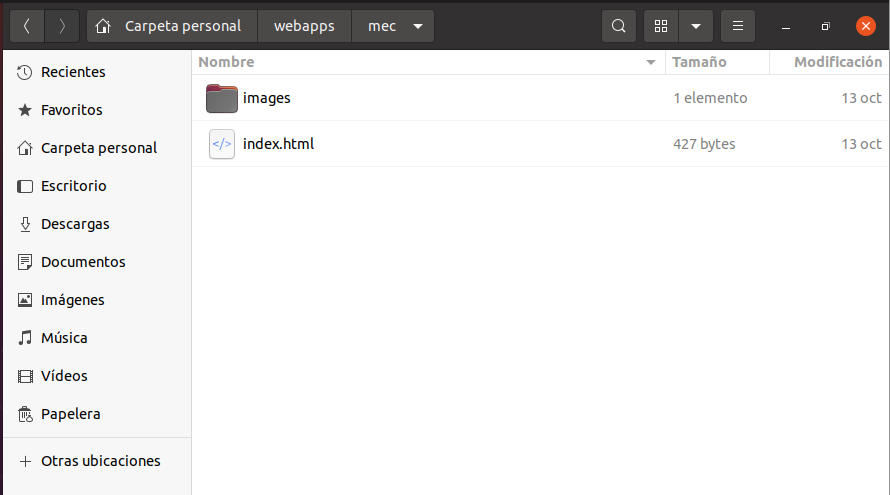 Carpeta personal webapps mec
Nombre Tamaño Modificación
Recientes
Favoritos
Carpeta personal
Escritorio
Descargas
Documentos
Imágenes
Música
Vídeos
Papelera
Otras ubicaciones
images 1 elemento 13 oct
</> index.html 427 bytes 13 oct